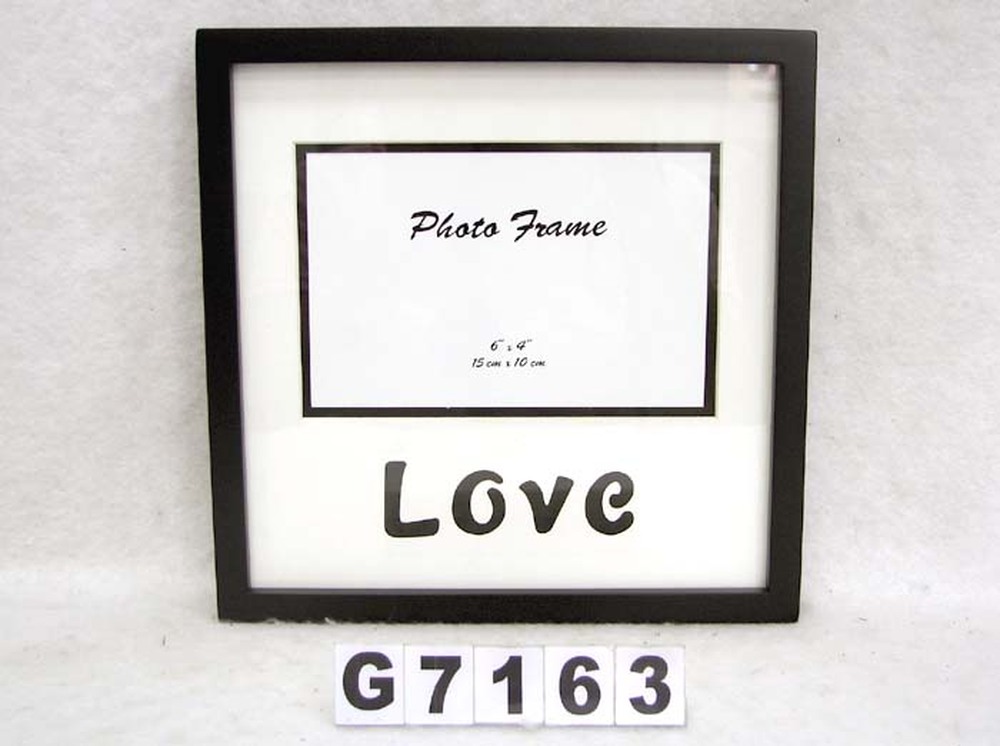 Photo Frame
6" x 4"
15 cm x 10 cm
Love
G7163